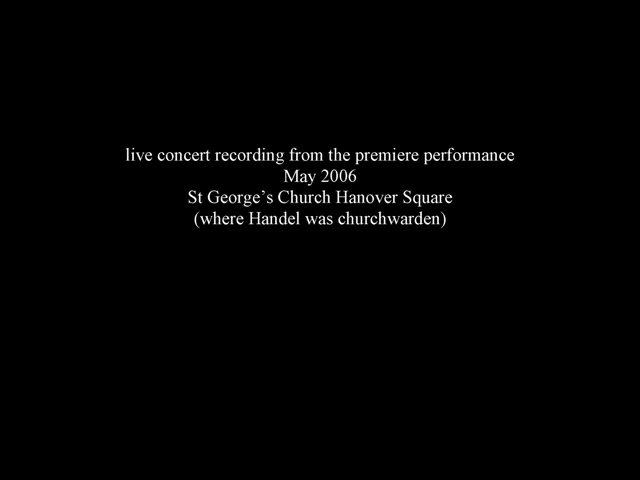 live concert recording from the premiere performance
May 2006
St George’s Church Hanover Square
(where Handel was churchwarden)